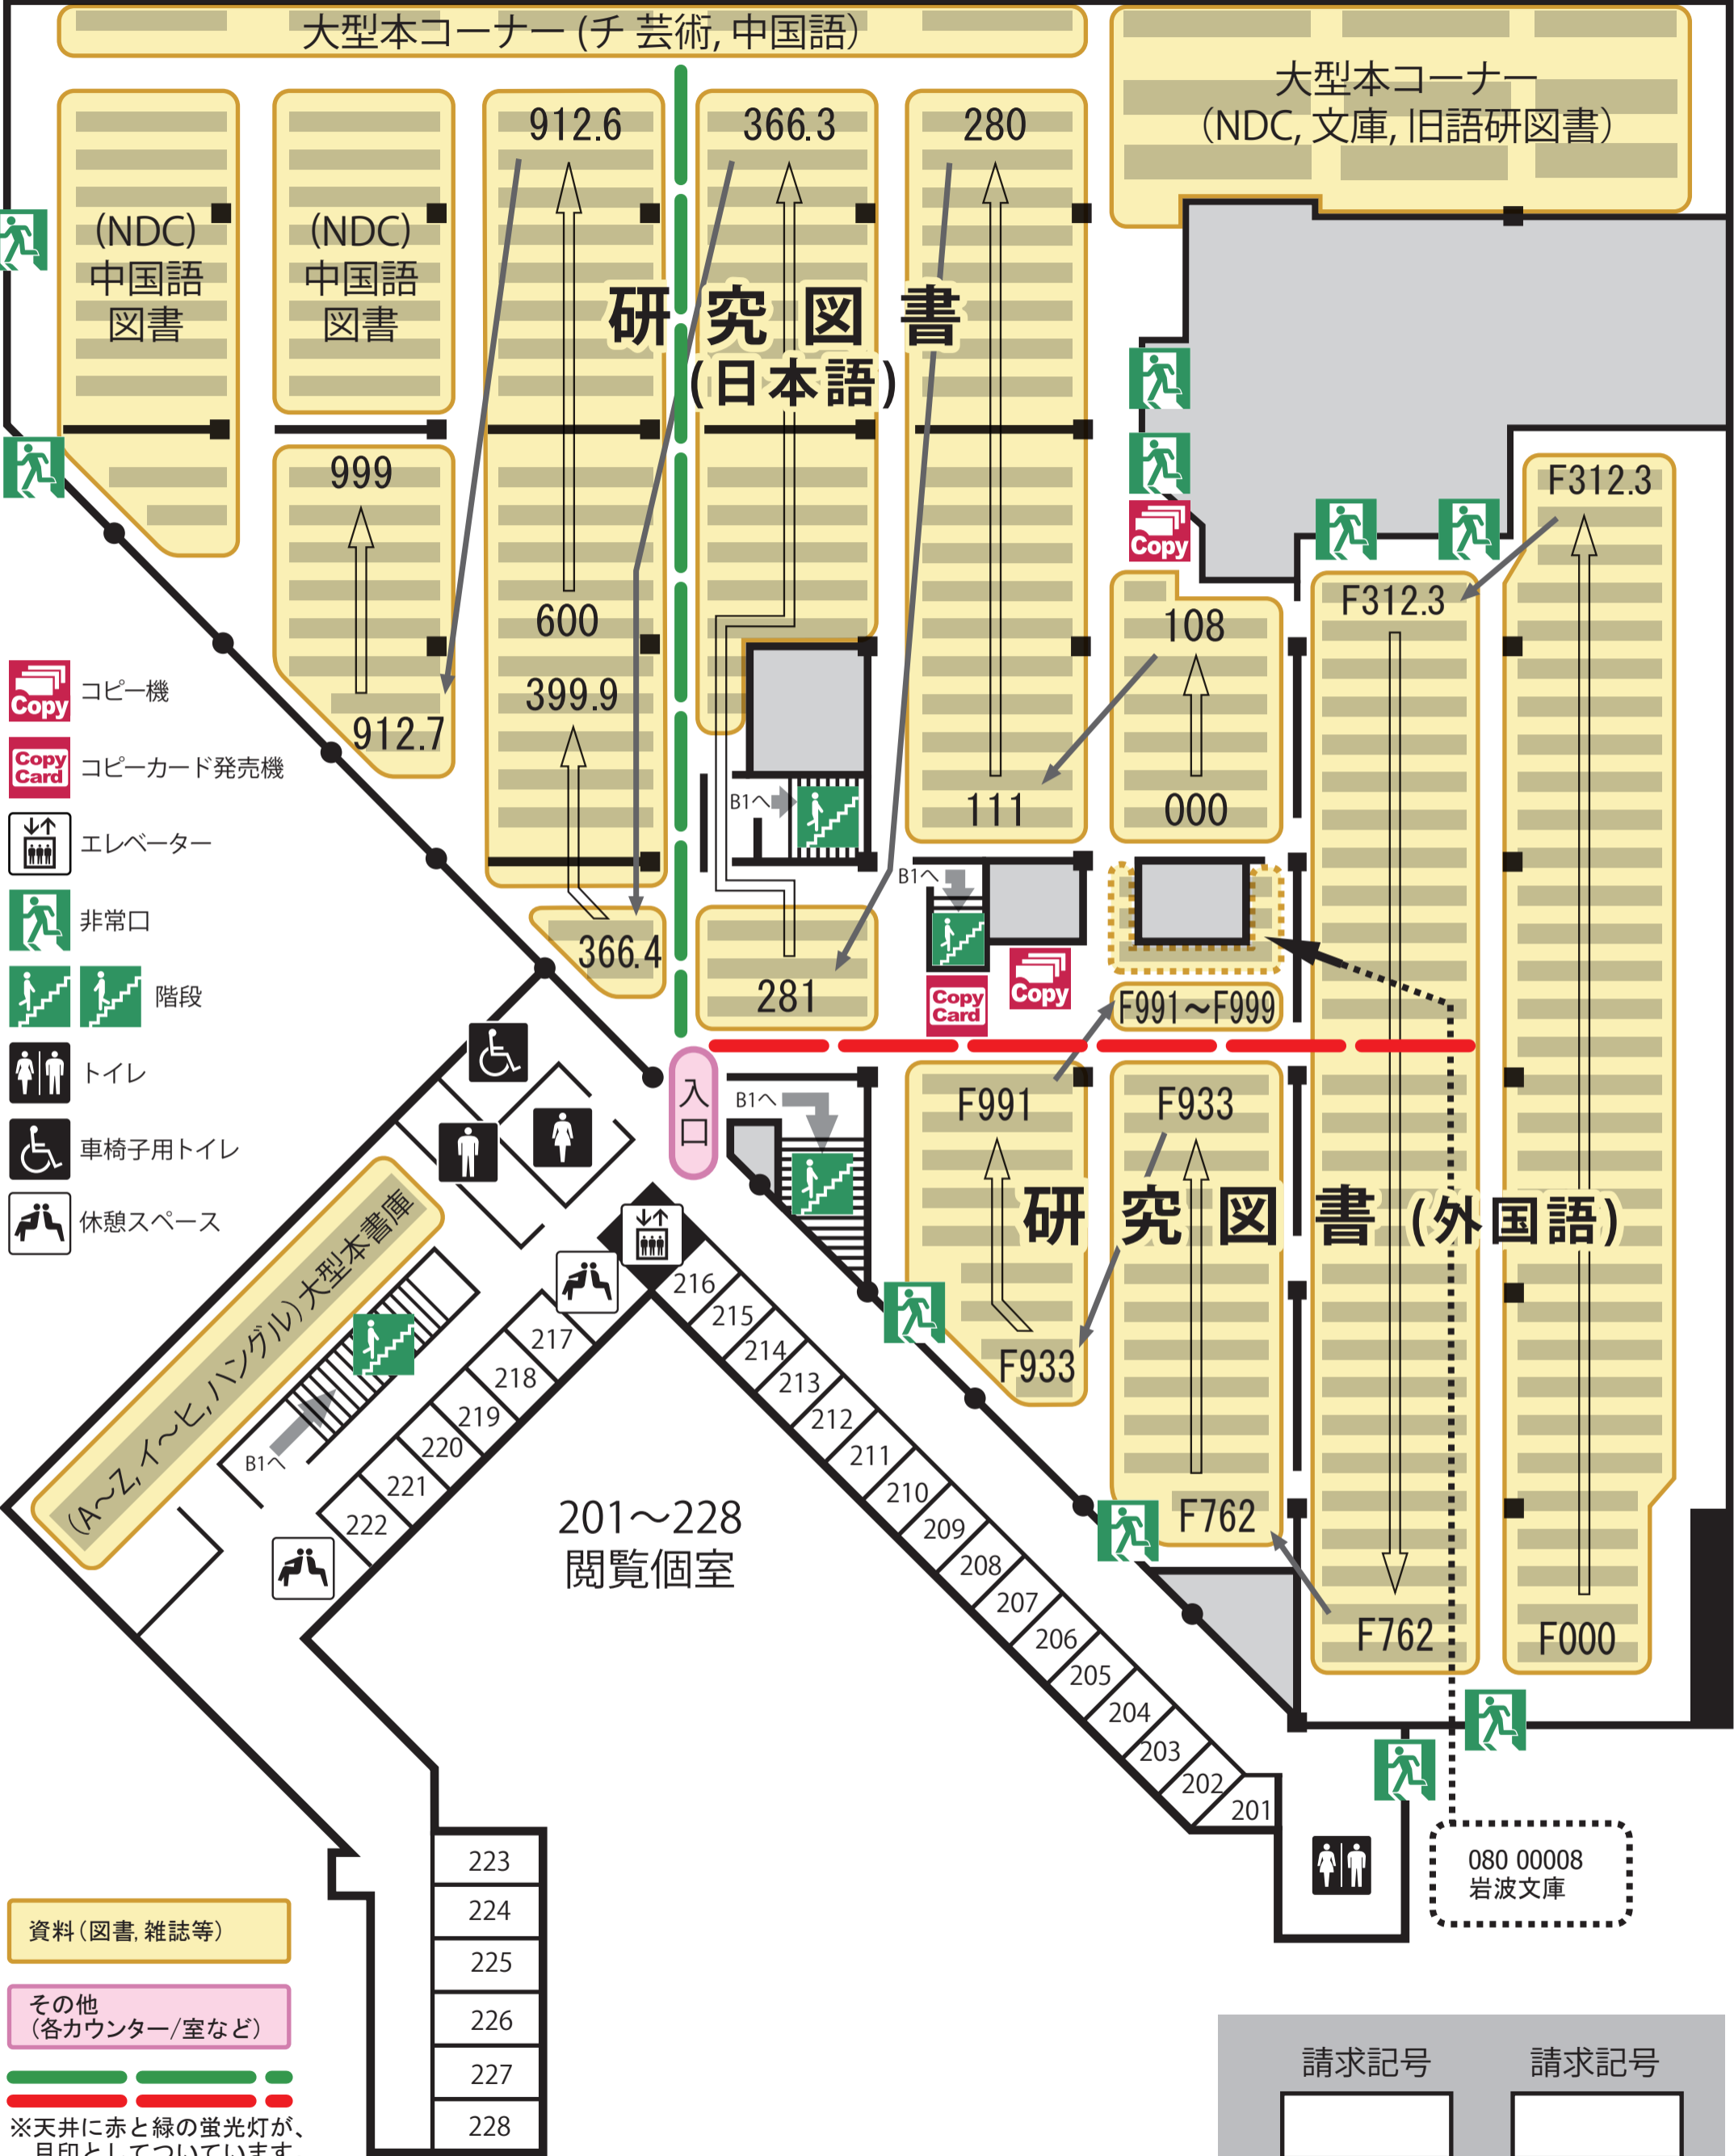 大型本コーナー (チ 芸術, 中国語)
大型本コーナー
(NDC, 文庫, 旧語研図書)
(NDC)
中国語
図書
(NDC)
中国語
図書
912.6
366.3
280
研究図書
(日本語)
999
912.7
600
399.9
366.4
281
B1へ
111
108
000
B1へ
Copy
Copy
Card
Copy
F312.3
F312.3
F991～F999
入口
B1へ
F991
F933
F933
研究図書 (外国語)
F762
F762
F000
Copy
コピー機
Copy
Card
コピーカード発売機
エレベーター
非常口
階段
トイレ
車椅子用トイレ
休憩スペース
(A～Z, イ～ヒ, ハングル) 大型本書庫
B1へ
216
215
214
213
212
211
210
209
208
207
206
205
204
203
202
201
217
218
219
220
221
222
201～228
閲覧個室
223
224
225
226
227
228
080 00008
岩波文庫
資料 (図書, 雑誌等)
その他
(各カウンター/室など)
※天井に赤と緑の蛍光灯が、
目印としてついています
請求記号
請求記号